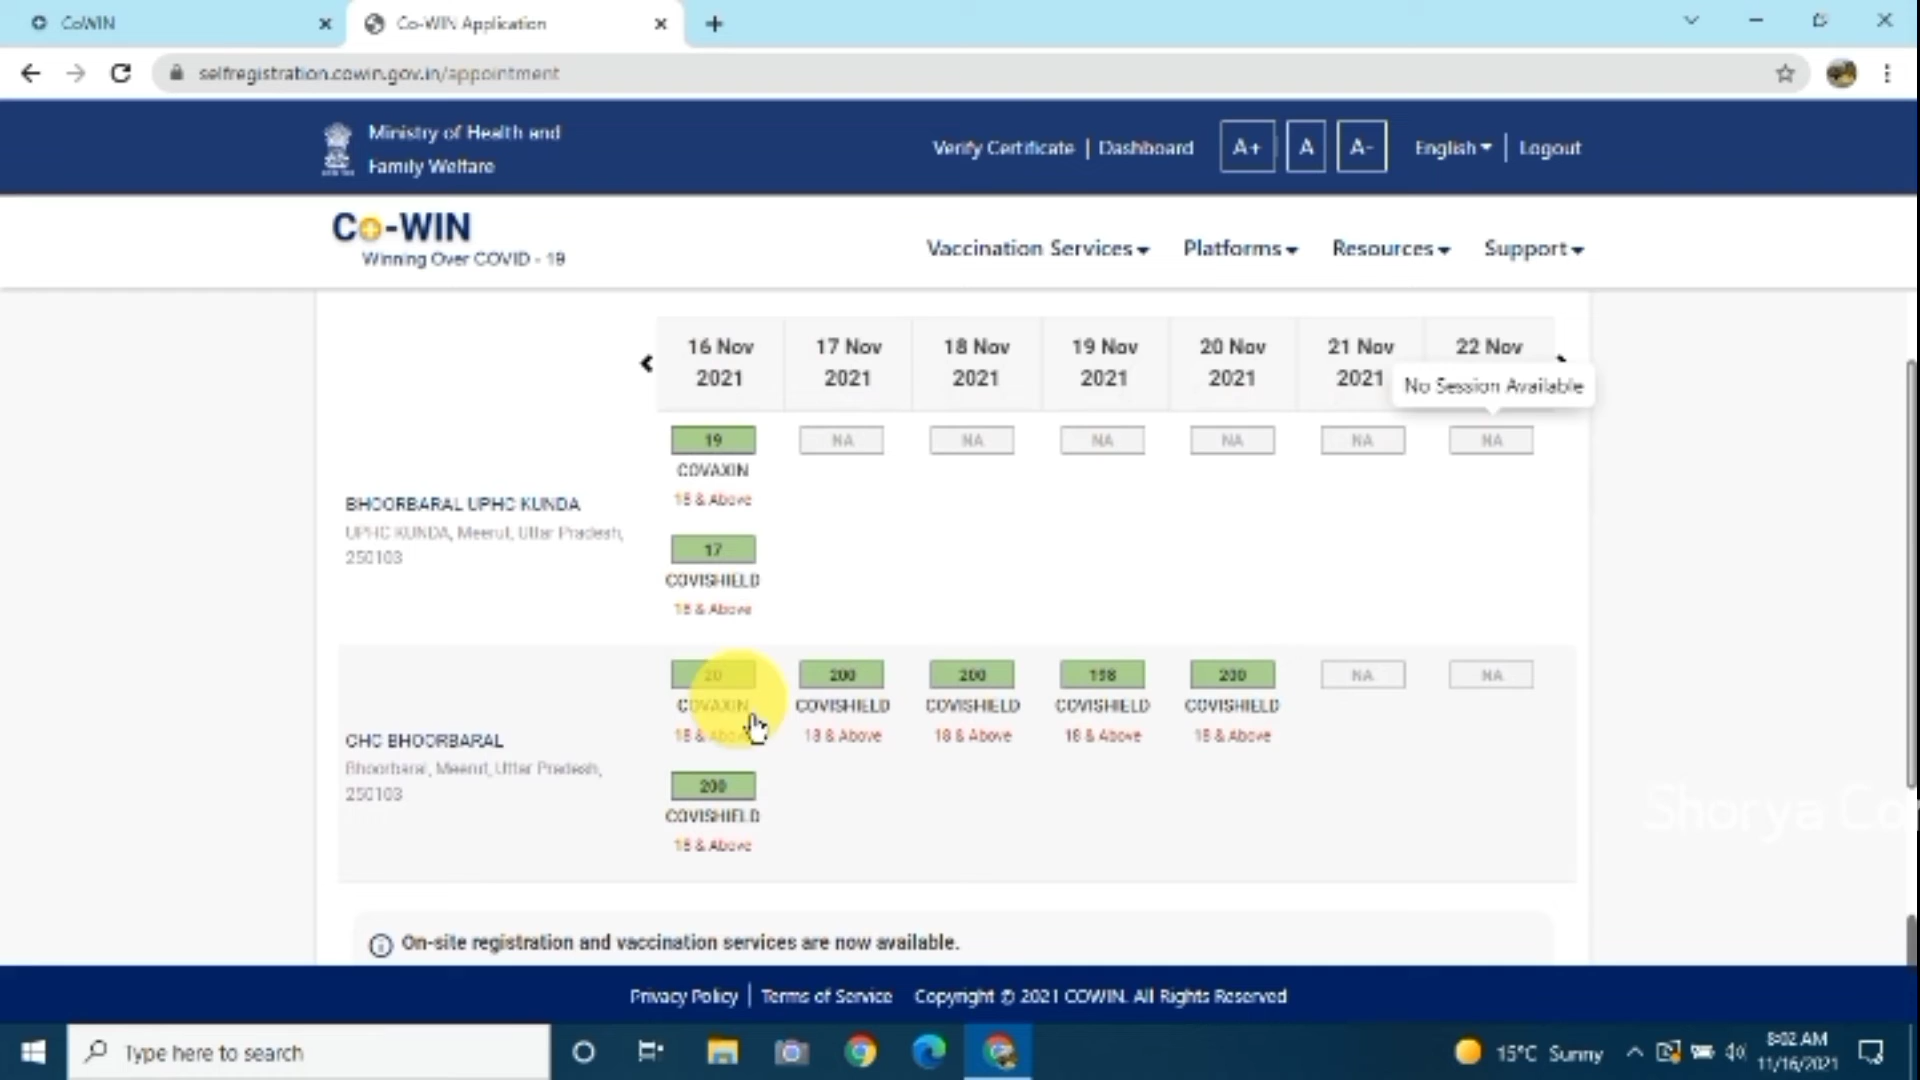 CoWIN
Co-WIN Application
selfregistration.cowin.gov.in/appointment
Ministry of Health and
Family Welfare
Verify Certificate | Dashboard
A+ A A-
English | Logout
Co-WIN
Winning Over COVID - 19
Vaccination Services Platforms Resources Support
16 Nov 17 Nov 18 Nov 19 Nov 20 Nov 21 Nov 22 Nov
2021 2021 2021 2021 2021 2021
No Session Available
19 NA NA NA NA NA NA
COVAXIN
18 & Above
BHOORBARAL UPHC KUNDA
UPHC KUNDA, Meerut, Uttar Pradesh,
250103
17
COVISHIELD
18 & Above
20 200 200 198 200 NA NA
COVAXIN COVISHIELD COVISHIELD COVISHIELD COVISHIELD
18 & Above 18 & Above 18 & Above 18 & Above 18 & Above
CHC BHOORBARAL
Bhoorbaral, Meerut, Uttar Pradesh,
250103
200
COVISHIELD
18 & Above
Shorya Co
On-site registration and vaccination services are now available.
Privacy Policy | Terms of Service Copyright © 2021 COWIN. All Rights Reserved
Type here to search
15°C Sunny
8:02 AM
11/16/2021